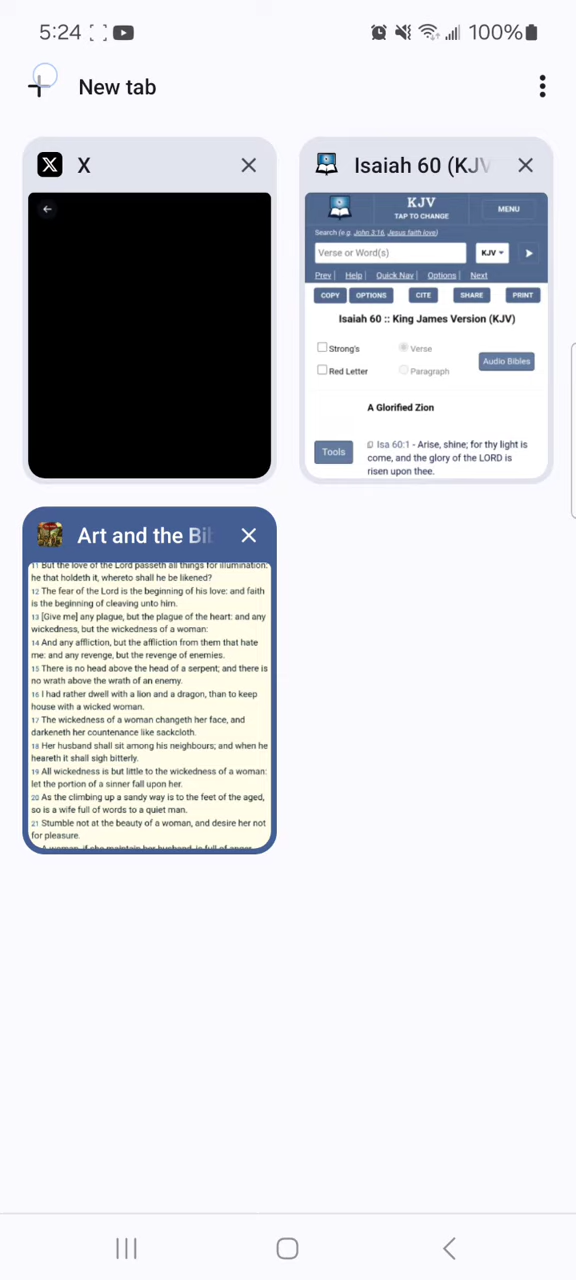 5:24
100%
New tab
X
Isaiah 60 (KJV
KJV
TAP TO CHANGE
MENU
Search (e.g. John 3:16, Jesus faith love)
Verse or Word(s)
KJV
Prev | Help | Quick Nav | Options | Next
COPY OPTIONS CITE SHARE PRINT
Isaiah 60 :: King James Version (KJV)
Strong's Verse
Red Letter Paragraph
Audio Bibles
A Glorified Zion
Tools
Isa 60:1 - Arise, shine; for thy light is
come, and the glory of the LORD is
risen upon thee.
Art and the Bib
11 But the love of the Lord passeth all things for illumination:
he that holdeth it, whereto shall he be likened?
12 The fear of the Lord is the beginning of his love: and faith
is the beginning of cleaving unto him.
13 [Give me] any plague, but the plague of the heart: and any
wickedness, but the wickedness of a woman:
14 And any affliction, but the affliction from them that hate
me: and any revenge, but the revenge of enemies.
15 There is no head above the head of a serpent; and there is
no wrath above the wrath of an enemy.
16 I had rather dwell with a lion and a dragon, than to keep
house with a wicked woman.
17 The wickedness of a woman changeth her face, and
darkeneth her countenance like sackcloth.
18 Her husband shall sit among his neighbours; and when he
heareth it shall sigh bitterly.
19 All wickedness is but little to the wickedness of a woman:
let the portion of a sinner fall upon her.
20 As the climbing up a sandy way is to the feet of the aged,
so is a wife full of words to a quiet man.
21 Stumble not at the beauty of a woman, and desire her not
for pleasure.
A woman, if she maintain her husband, is full of anger,